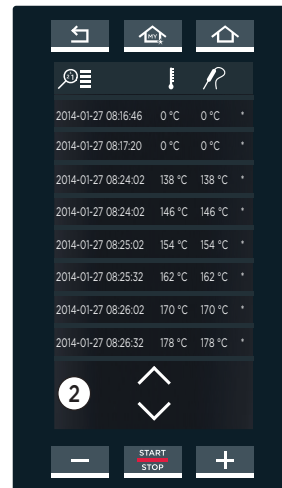 MY
2014-01-27 08:16:46 0 °C 0 °C *
2014-01-27 08:17:20 0 °C 0 °C *
2014-01-27 08:24:02 138 °C 138 °C *
2014-01-27 08:24:02 146 °C 146 °C *
2014-01-27 08:25:02 154 °C 154 °C *
2014-01-27 08:25:32 162 °C 162 °C *
2014-01-27 08:26:02 170 °C 170 °C *
2014-01-27 08:26:32 178 °C 178 °C *
2
START
STOP